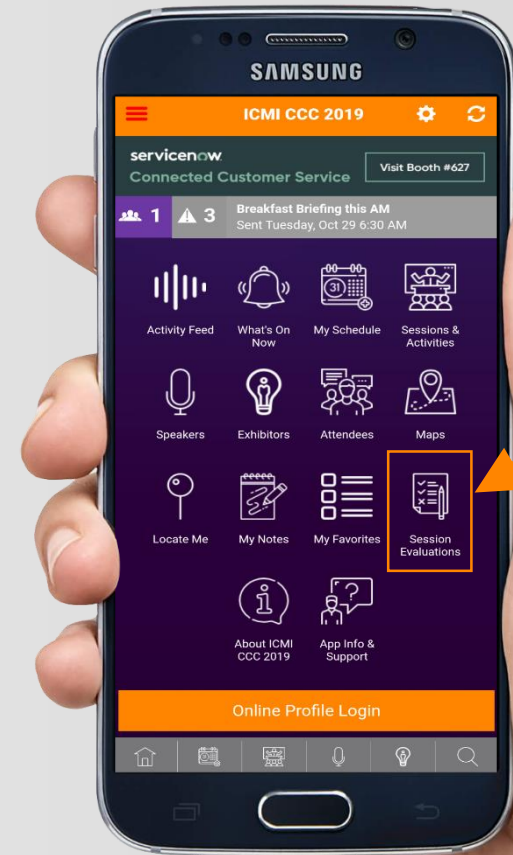 SAMSUNG
ICMI CCC 2019
servicenow
Connected Customer Service
Visit Booth #627
1
3
Breakfast Briefing this AM
Sent Tuesday, Oct 29 6:30 AM
Activity Feed
What's On
Now
31
My Schedule
Sessions &
Activities
Speakers
Exhibitors
Attendees
Maps
Locate Me
My Notes
My Favorites
Session
Evaluations
i
?
About ICMI
CCC 2019
App Info &
Support
Online Profile Login